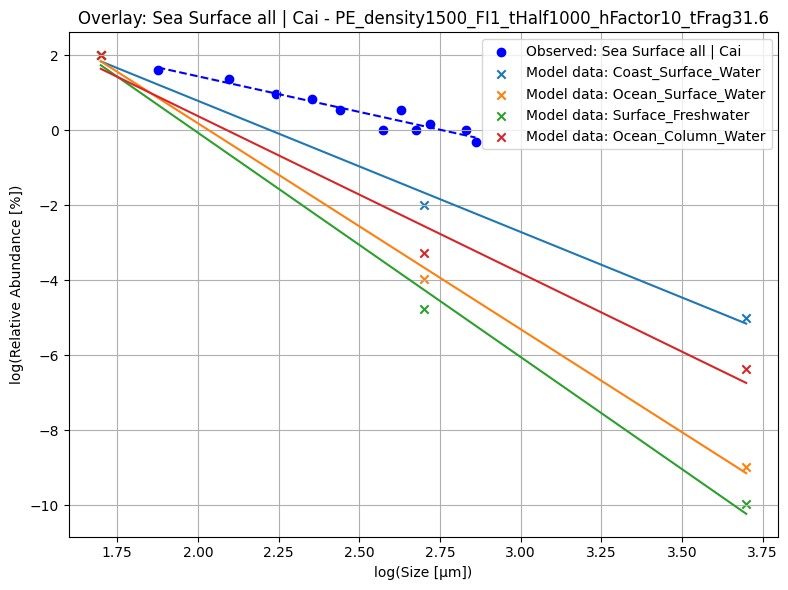 Overlay: Sea Surface all | Cai - PE_density1500_FI1_tHalf1000_hFactor10_tFrag31.6
Observed: Sea Surface all | Cai
Model data: Coast_Surface_Water
Model data: Ocean_Surface_Water
Model data: Surface_Freshwater
Model data: Ocean_Column_Water
log(Relative Abundance [%])
2
0
−2
−4
−6
−8
−10
1.75 2.00 2.25 2.50 2.75 3.00 3.25 3.50 3.75
log(Size [μm])